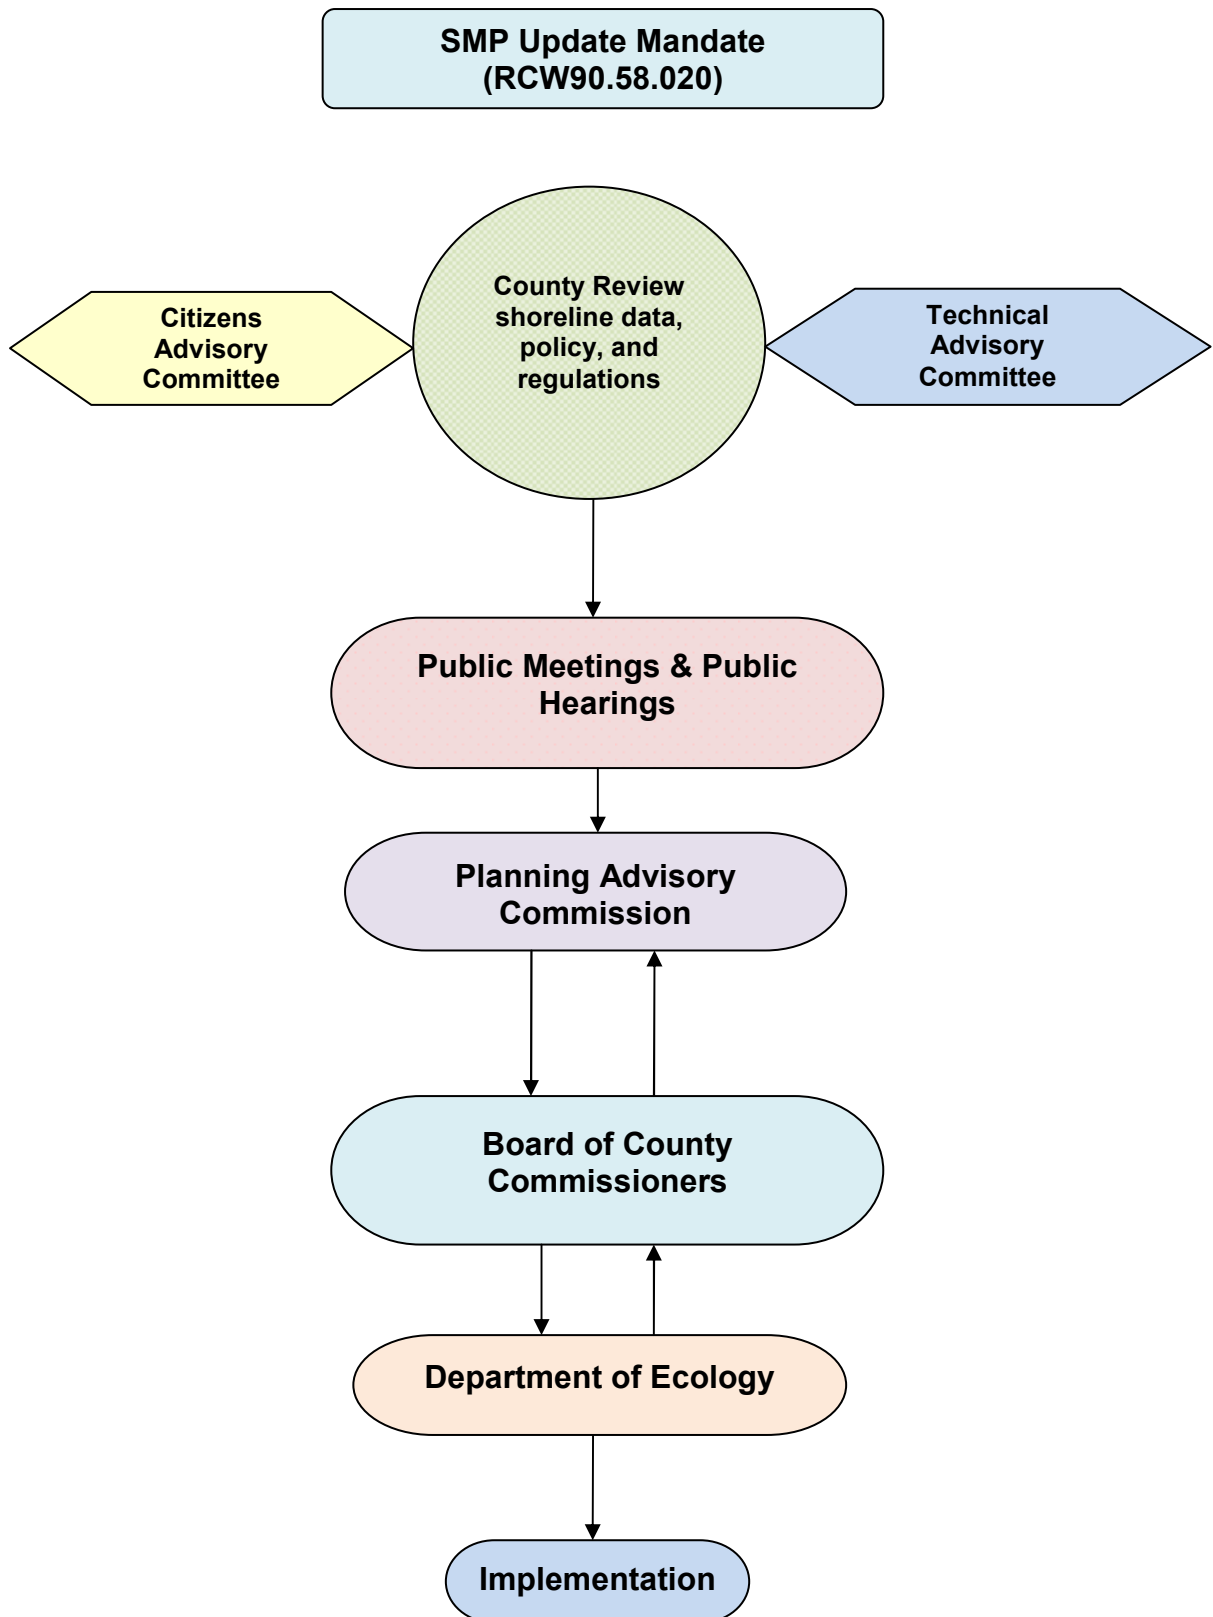 SMP Update Mandate
(RCW90.58.020)
County Review
shoreline data,
policy, and
regulations
Citizens
Advisory
Committee
Technical
Advisory
Committee
Public Meetings & Public
Hearings
Planning Advisory
Commission
Board of County
Commissioners
Department of Ecology
Implementation